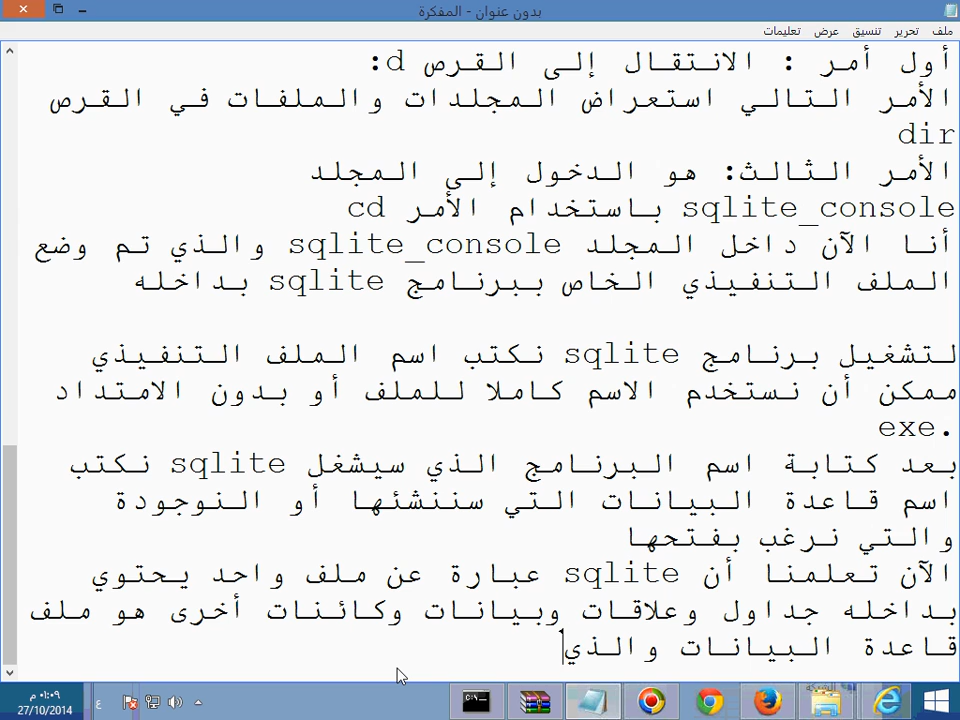 بدون عنوان - المفكرة
ملف تحرير تنسيق عرض تعليمات
أول أمر : الانتقال إلى القرص d:
الأمر التالي استعراض المجلدات والملفات في القرص
dir
الأمر الثالث: هو الدخول إلى المجلد
sqlite_console باستخدام الأمر cd
أنا الآن داخل المجلد sqlite_console والذي تم وضع
الملف التنفيذي الخاص ببرنامج sqlite بداخله
لتشغيل برنامج sqlite نكتب اسم الملف التنفيذي
ممكن أن نستخدم الاسم كاملا للملف أو بدون الامتداد
exe.
بعد كتابة اسم البرنامج الذي سيشغل sqlite نكتب
اسم قاعدة البيانات التي سننشئها أو النوجودة
والتي نرغب بفتحها
الآن تعلمنا أن sqlite عبارة عن ملف واحد يحتوي
بداخله جداول وعلاقات وبيانات وكائنات أخرى هو ملف
قاعدة البيانات والذي
ع
٠١:٠٩ م
27/10/2014